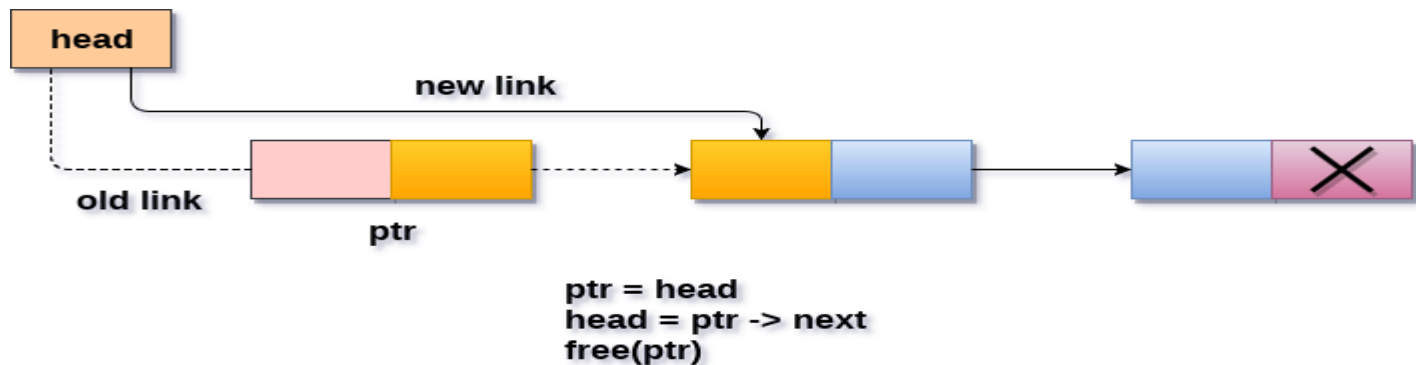 head
new link
old link
ptr
ptr = head
head = ptr -> next
free(ptr)